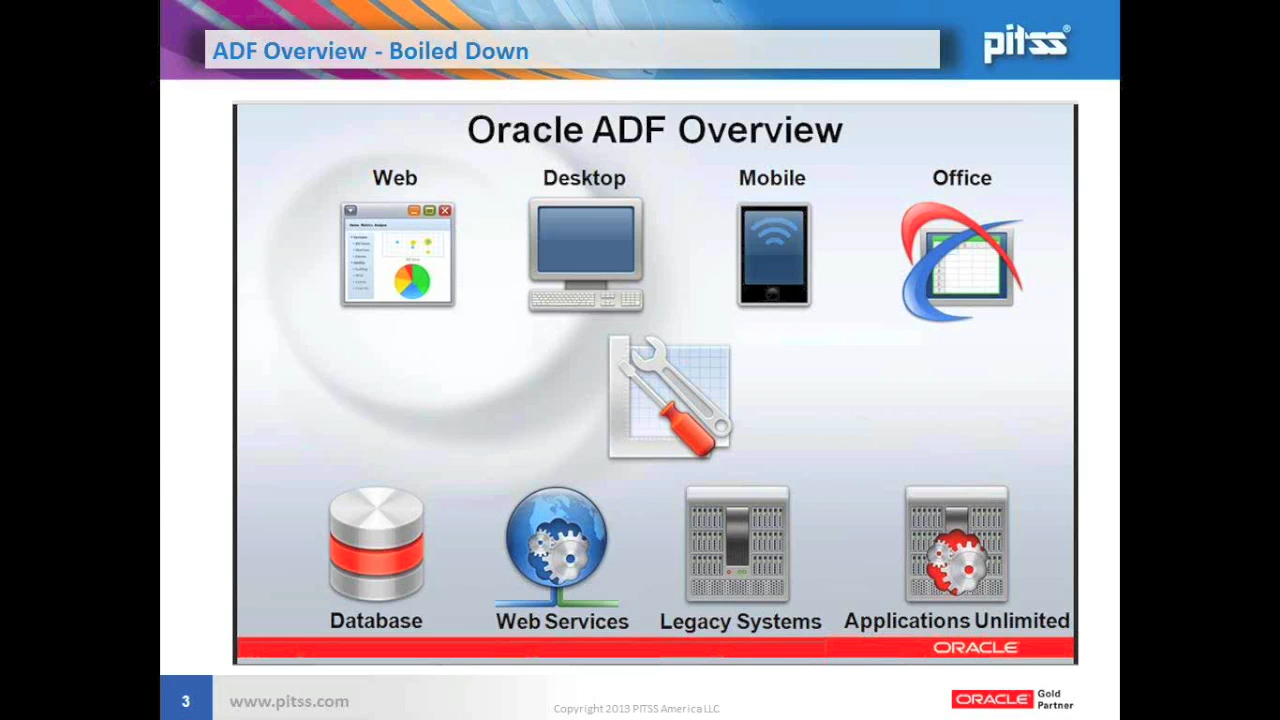 ADF Overview - Boiled Down
pitss®
Oracle ADF Overview
Web
Desktop
Mobile
Office
Database
Web Services
Legacy Systems
Applications Unlimited
ORACLE
3
www.pitss.com
Copyright 2013 PITSS America LLC
ORACLE
Gold
Partner